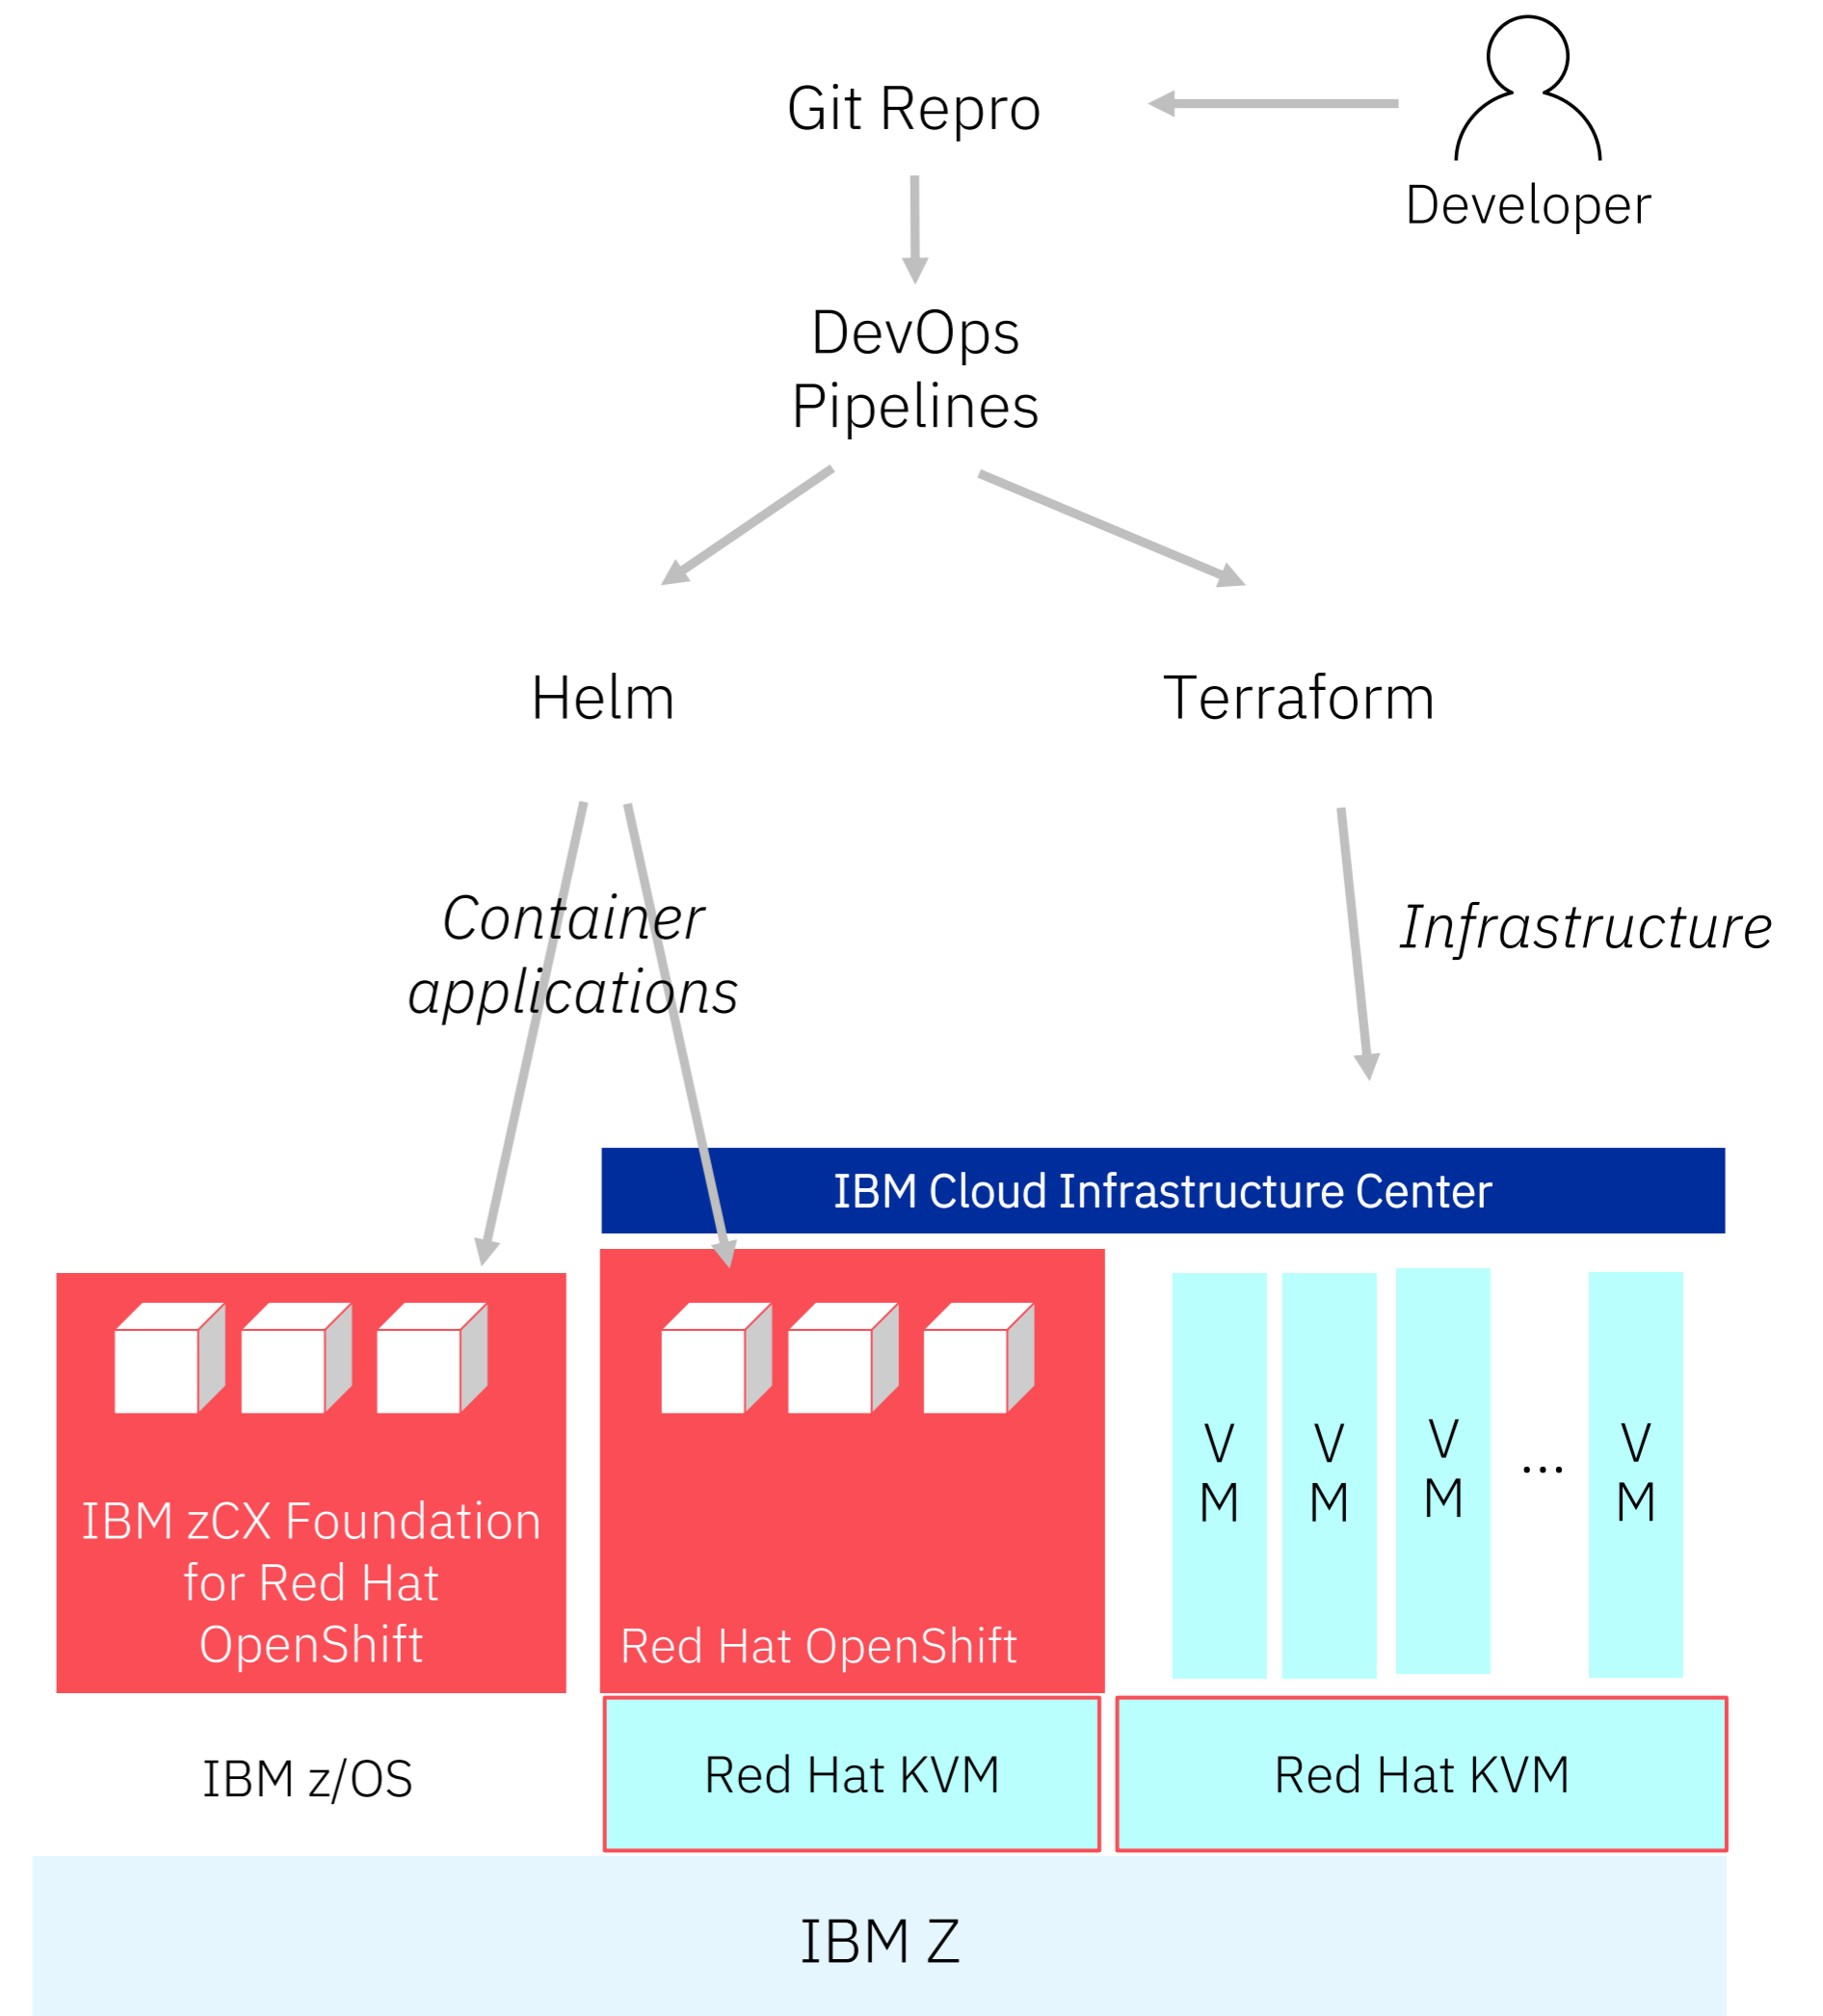 Git Repro
Developer
DevOps
Pipelines
Helm
Terraform
Container
applications
Infrastructure
IBM Cloud Infrastructure Center
IBM zCX Foundation
for Red Hat
OpenShift
Red Hat OpenShift
V
M
V
M
V
M
...
V
M
IBM z/OS
Red Hat KVM
Red Hat KVM
IBM Z